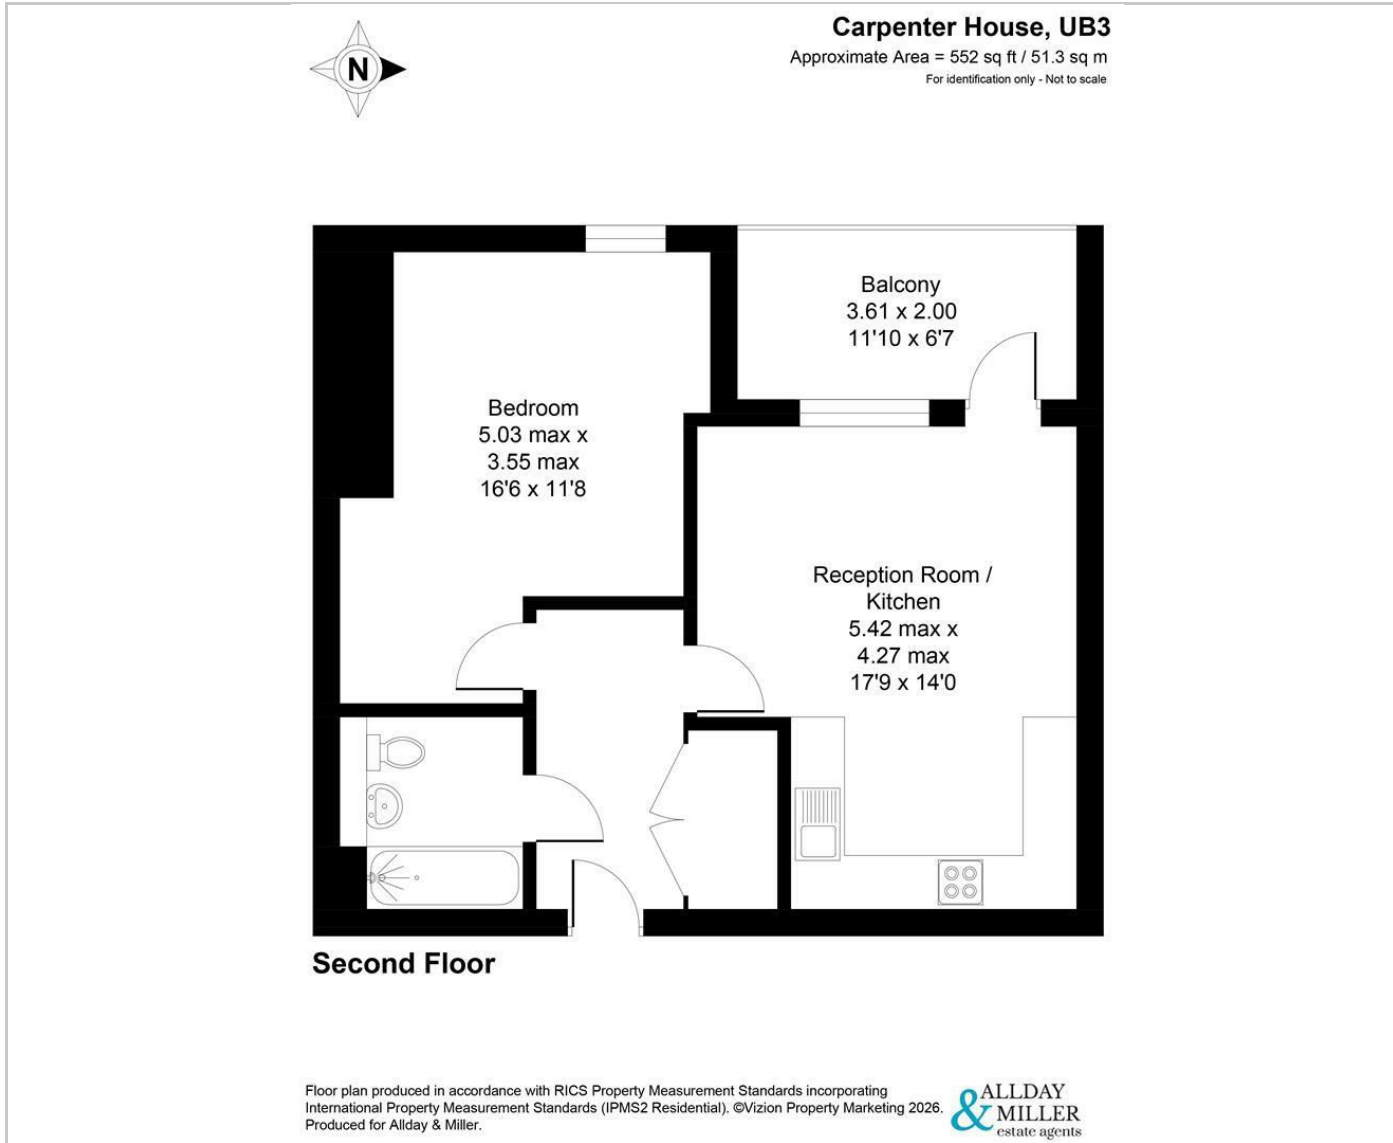 N
Carpenter House, UB3
Approximate Area = 552 sq ft / 51.3 sq m
For identification only - Not to scale
Balcony
3.61 x 2.00
11'10 x 6'7
Bedroom
5.03 max x
3.55 max
16'6 x 11'8
Reception Room /
Kitchen
5.42 max x
4.27 max
17'9 x 14'0
Second Floor
Floor plan produced in accordance with RICS Property Measurement Standards incorporating
International Property Measurement Standards (IPMS2 Residential). ©Vizion Property Marketing 2026.
Produced for Allday & Miller.
ALLDAY
& MILLER
estate agents